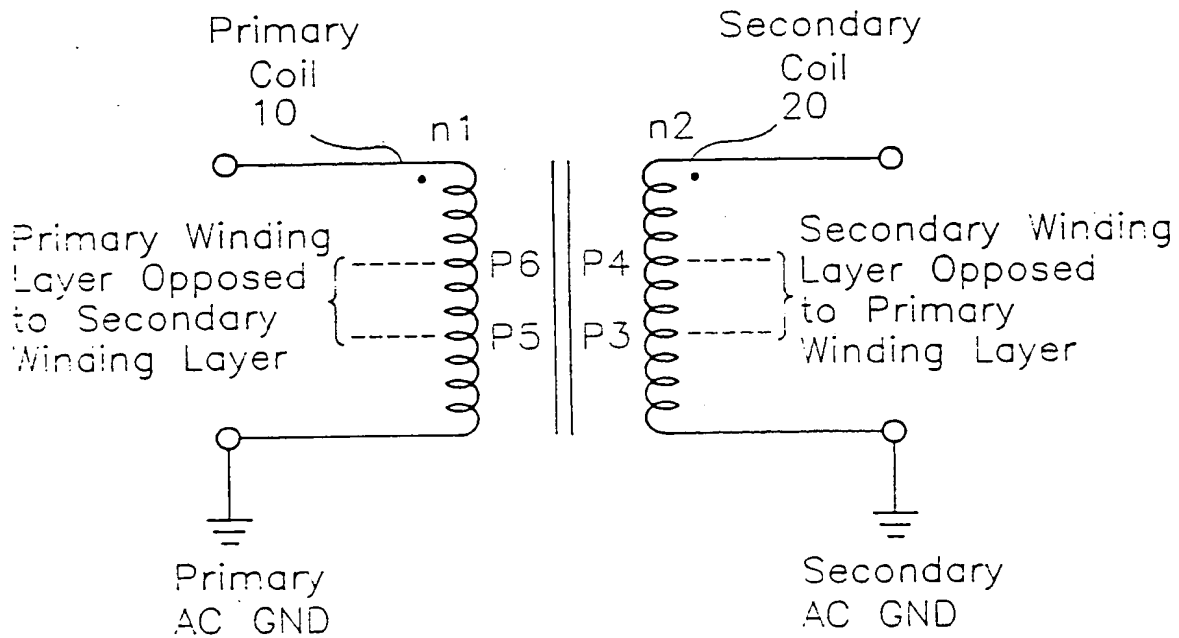 Primary
Coil
10
Secondary
Coil
20
n1
n2
Primary Winding
Layer Opposed
to Secondary
Winding Layer
P6
P4
P5
P3
Secondary Winding
Layer Opposed
to Primary
Winding Layer
Primary
AC GND
Secondary
AC GND